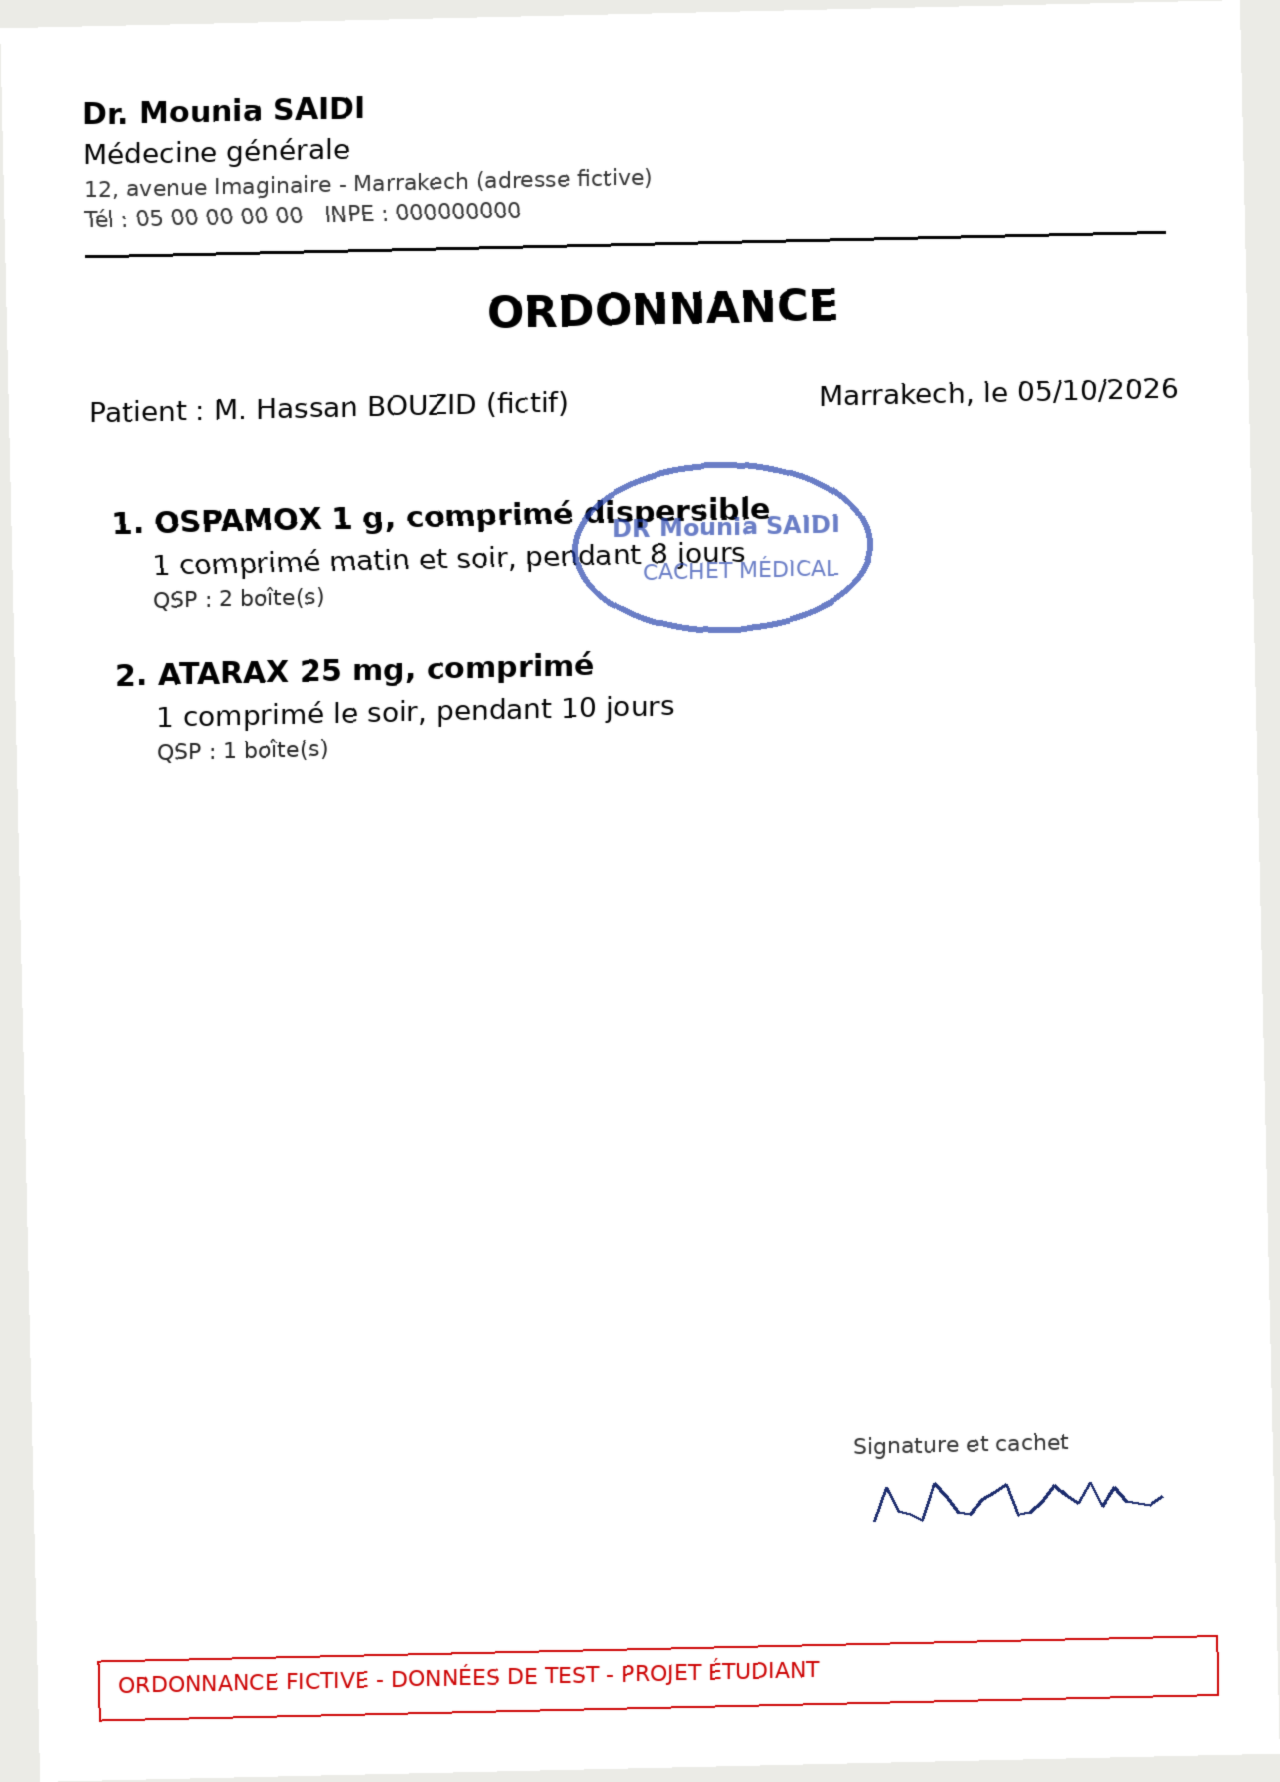 Dr. Mounia SAIDI
Médecine générale
12, avenue Imaginaire - Marrakech (adresse fictive)
Tél : 05 00 00 00 00   INPE : 000000000
ORDONNANCE
Patient : M. Hassan BOUZID (fictif)
Marrakech, le 05/10/2026
1. OSPAMOX 1 g, comprimé dispersible
DR Mounia SAIDI
1 comprimé matin et soir, pendant 8 jours
CACHET MÉDICAL
QSP : 2 boîte(s)
2. ATARAX 25 mg, comprimé
1 comprimé le soir, pendant 10 jours
QSP : 1 boîte(s)
Signature et cachet
ORDONNANCE FICTIVE - DONNÉES DE TEST - PROJET ÉTUDIANT